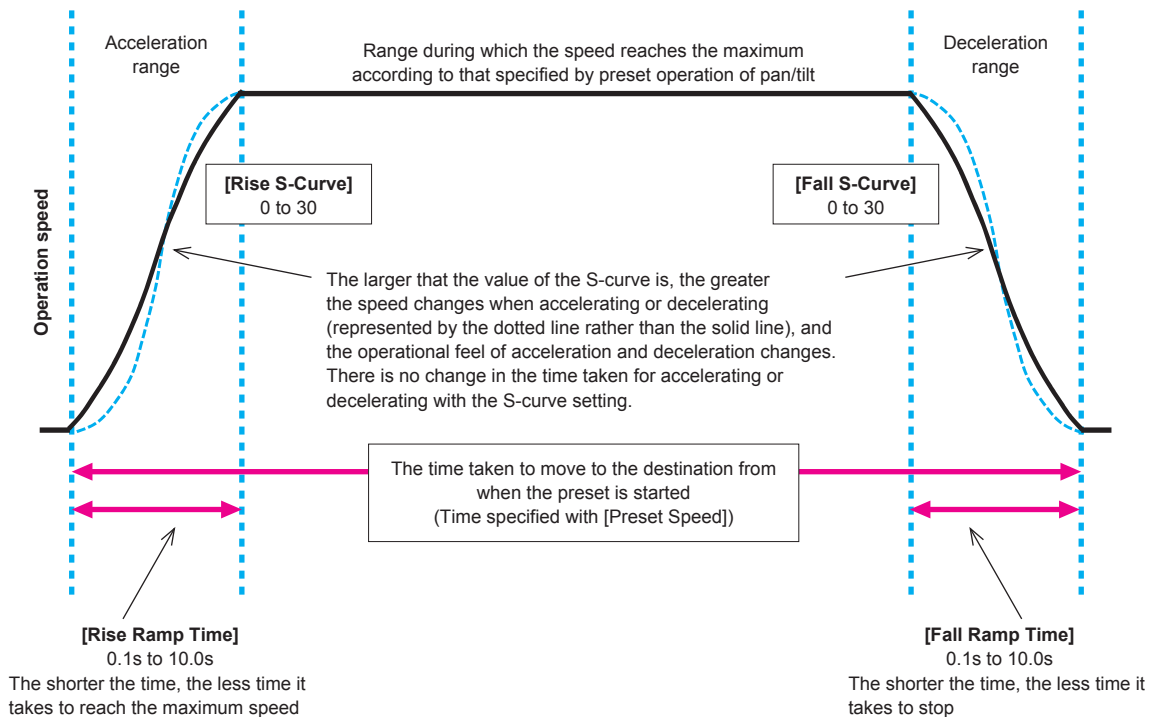 Acceleration
range
Range during which the speed reaches the maximum
according to that specified by preset operation of pan/tilt
Deceleration
range
Operation speed
[Rise S-Curve]
0 to 30
[Fall S-Curve]
0 to 30
The larger that the value of the S-curve is, the greater
the speed changes when accelerating or decelerating
(represented by the dotted line rather than the solid line), and
the operational feel of acceleration and deceleration changes.
There is no change in the time taken for accelerating or
decelerating with the S-curve setting.
The time taken to move to the destination from
when the preset is started
(Time specified with [Preset Speed])
[Rise Ramp Time]
0.1s to 10.0s
The shorter the time, the less time it
takes to reach the maximum speed
[Fall Ramp Time]
0.1s to 10.0s
The shorter the time, the less time it
takes to stop